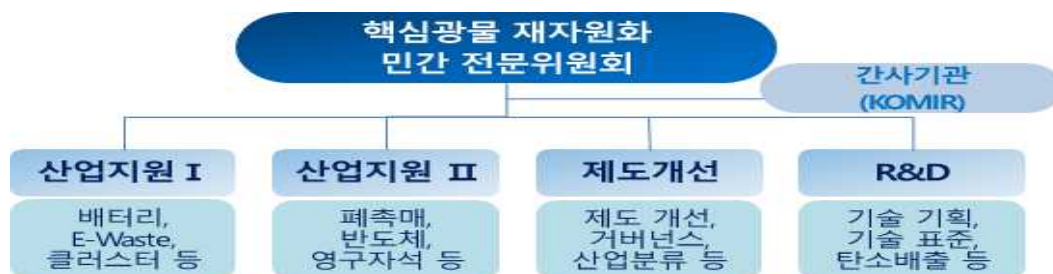 핵심광물 재자원화
민간 전문위원회
간사기관
(KOMIR)
산업지원 I
배터리,
E-Waste,
클러스터 등
산업지원 II
폐촉매,
반도체,
영구자석 등
제도개선
제도 개선,
거버넌스,
산업분류 등
R&D
기술 기획,
기술 표준,
탄소배출 등